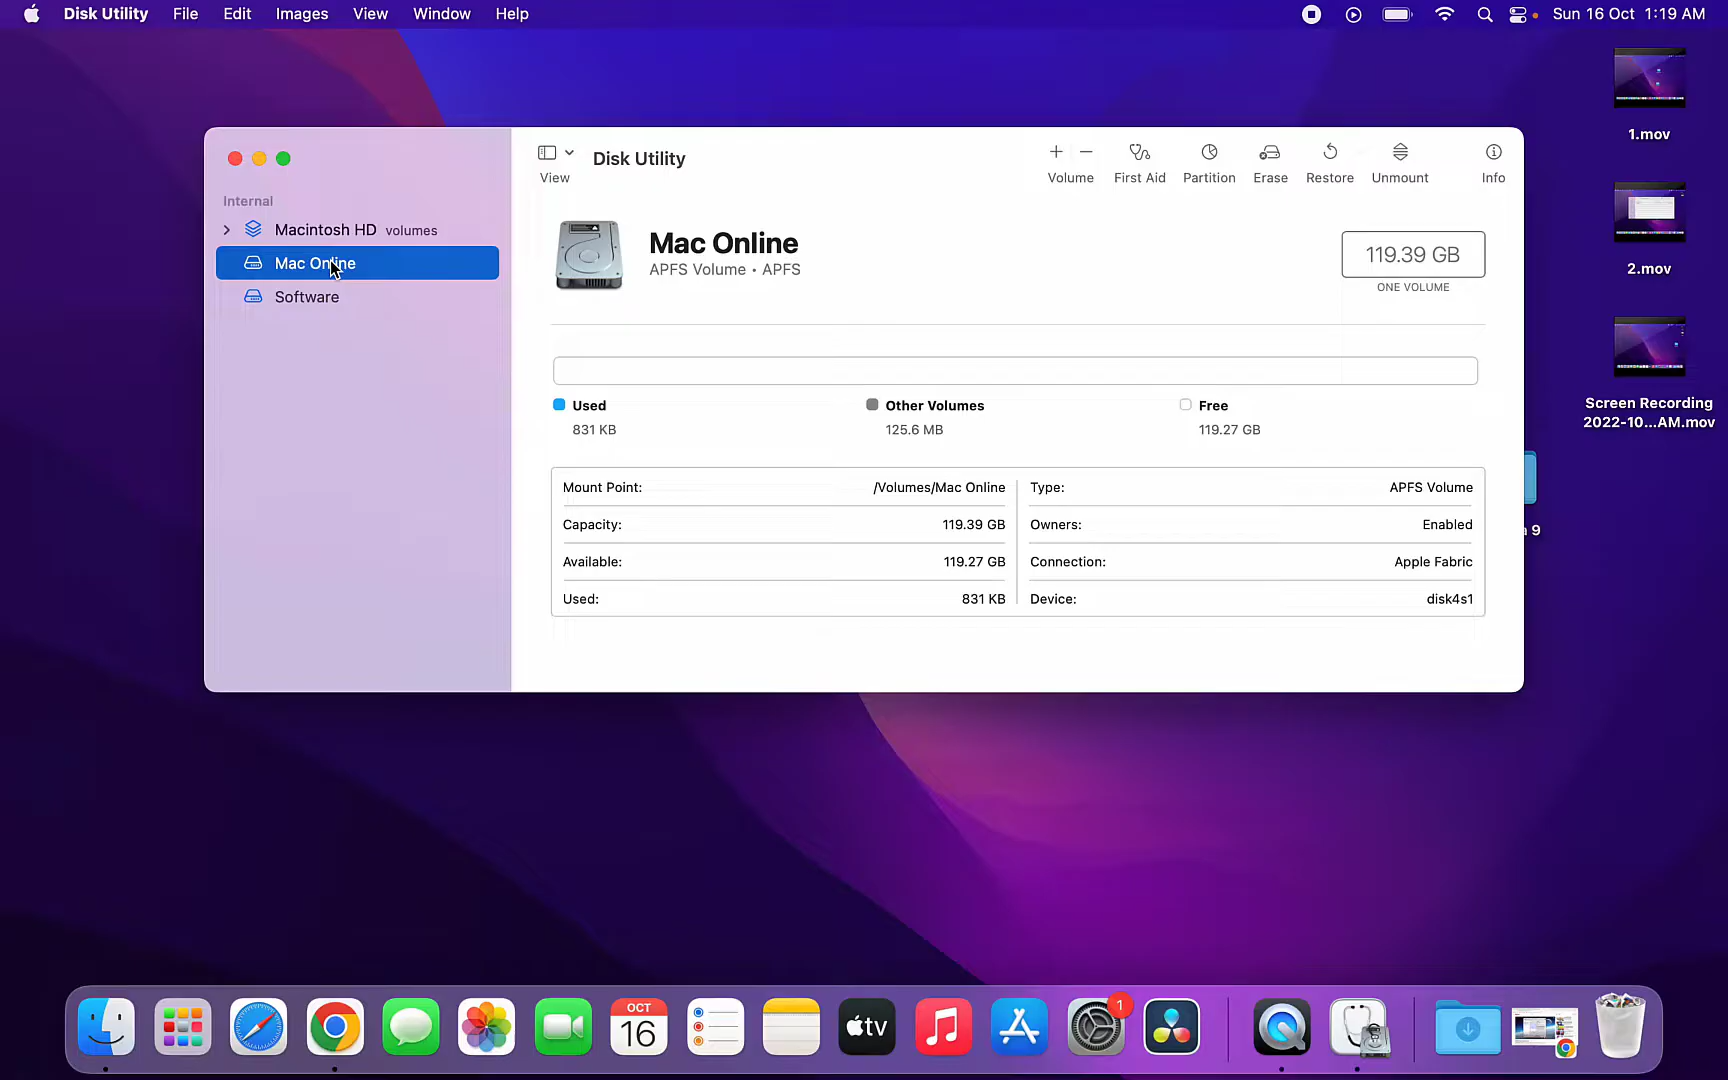 Disk Utility File Edit Images View Window Help Sun 16 Oct 1:19 AM
1.mov
2.mov
Screen Recording
2022-10...AM.mov
9
Internal
Macintosh HD volumes
Mac Online
Software
View
Disk Utility
Volume First Aid Partition Erase Restore Unmount Info
Mac Online
APFS Volume • APFS
119.39 GB
ONE VOLUME
Used Other Volumes Free
831 KB 125.6 MB 119.27 GB
Mount Point: /Volumes/Mac Online Type: APFS Volume
Capacity: 119.39 GB Owners: Enabled
Available: 119.27 GB Connection: Apple Fabric
Used: 831 KB Device: disk4s1
OCT
16
tv
1